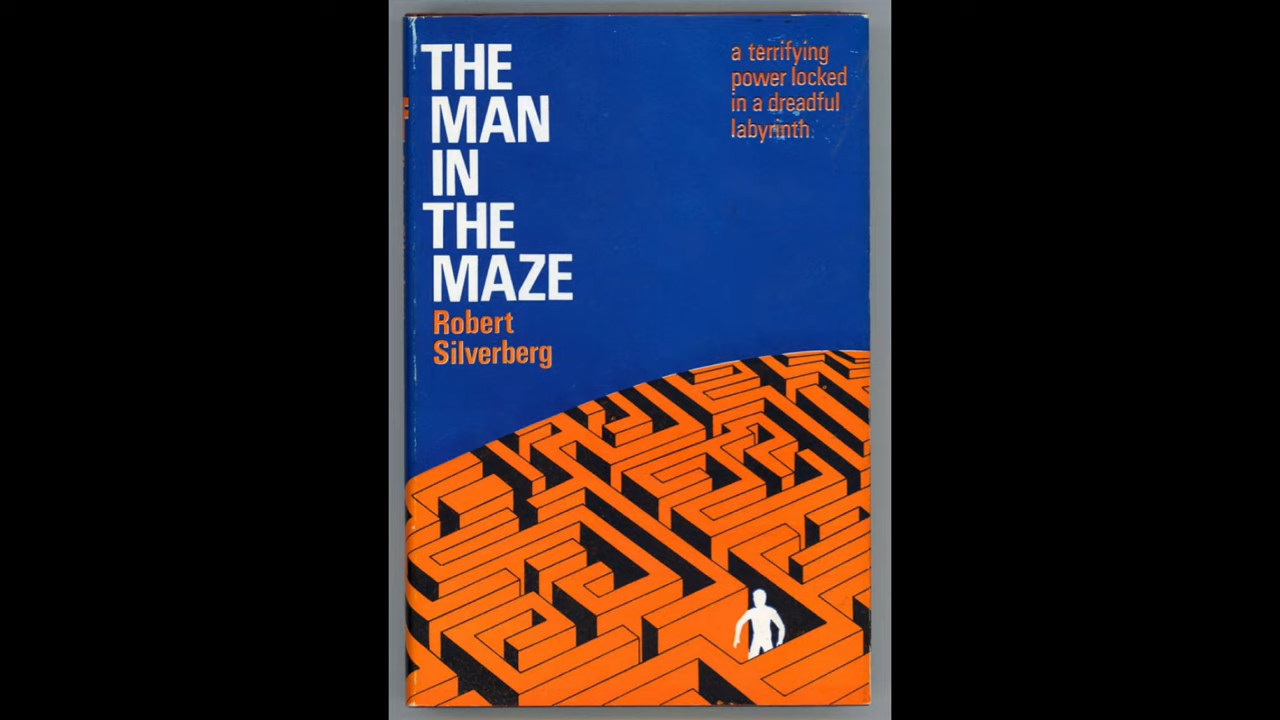 THE
MAN
IN
THE
MAZE
Robert
Silverberg
a terrifying
power locked
in a dreadful
labyrinth